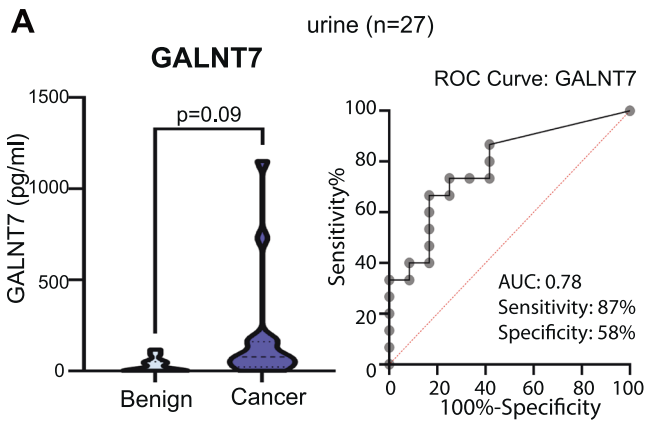 A
urine (n=27)
GALNT7
p=0.09
GALNT7 (pg/ml)
1500
1000
500
0
Benign
Cancer
ROC Curve: GALNT7
Sensitivity%
100
80
60
40
20
0
AUC: 0.78
Sensitivity: 87%
Specificity: 58%
0 20 40 60 80 100
100%-Specificity